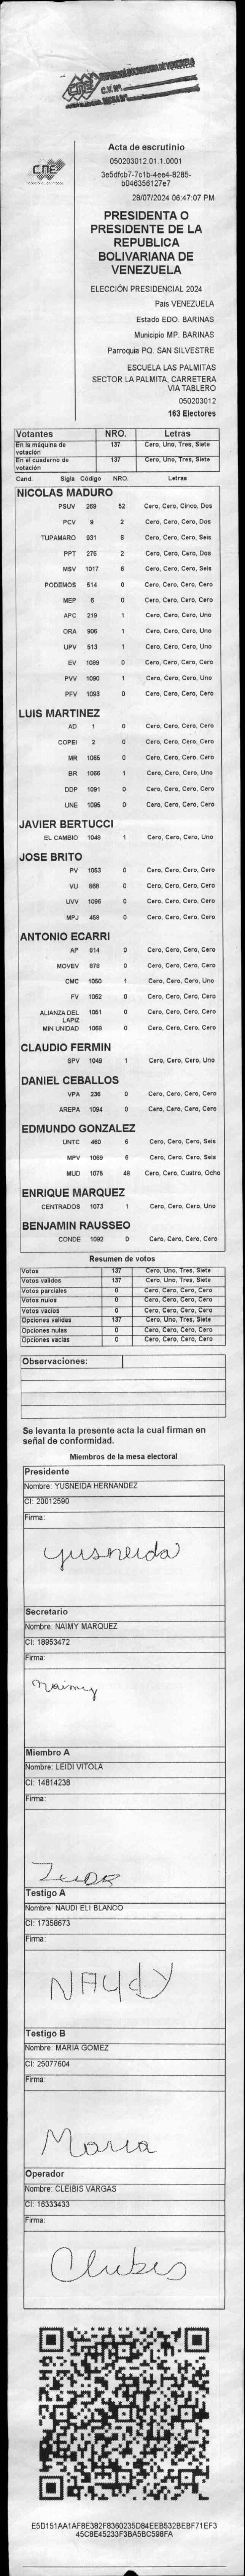 REPÚBLICA BOLIVARIANA DE VENEZUELA
CNE
C.V. Nº
MESA Nº
CNE
Acta de escrutinio
050203012.01.1.0001
3e5dfcb7-7c1b-4ee4-8285-
b046356127e7
28/07/2024 06:47:07 PM
PRESIDENTA O
PRESIDENTE DE LA
REPUBLICA
BOLIVARIANA DE
VENEZUELA
ELECCIÓN PRESIDENCIAL 2024
País VENEZUELA
Estado EDO. BARINAS
Municipio MP. BARINAS
Parroquia PQ. SAN SILVESTRE
ESCUELA LAS PALMITAS
SECTOR LA PALMITA, CARRETERA
VIA TABLERO
050203012
163 Electores
Votantes NRO. Letras
En la máquina de votación 137 Cero, Uno, Tres, Siete
En el cuaderno de votación 137 Cero, Uno, Tres, Siete
Cand. Sigla Código NRO. Letras
NICOLAS MADURO
PSUV 269 52 Cero, Cero, Cinco, Dos
PCV 9 2 Cero, Cero, Cero, Dos
TUPAMARO 931 6 Cero, Cero, Cero, Seis
PPT 276 2 Cero, Cero, Cero, Dos
MSV 1017 6 Cero, Cero, Cero, Seis
PODEMOS 514 0 Cero, Cero, Cero, Cero
MEP 6 0 Cero, Cero, Cero, Cero
APC 219 1 Cero, Cero, Cero, Uno
ORA 906 1 Cero, Cero, Cero, Uno
UPV 513 1 Cero, Cero, Cero, Uno
EV 1089 0 Cero, Cero, Cero, Cero
PVV 1090 1 Cero, Cero, Cero, Uno
PFV 1093 0 Cero, Cero, Cero, Cero
LUIS MARTINEZ
AD 1 0 Cero, Cero, Cero, Cero
COPEI 2 0 Cero, Cero, Cero, Cero
MR 1065 0 Cero, Cero, Cero, Cero
BR 1066 1 Cero, Cero, Cero, Uno
DDP 1091 0 Cero, Cero, Cero, Cero
UNE 1095 0 Cero, Cero, Cero, Cero
JAVIER BERTUCCI
EL CAMBIO 1048 1 Cero, Cero, Cero, Uno
JOSE BRITO
PV 1053 0 Cero, Cero, Cero, Cero
VU 868 0 Cero, Cero, Cero, Cero
UVV 1096 0 Cero, Cero, Cero, Cero
MPJ 458 0 Cero, Cero, Cero, Cero
ANTONIO ECARRI
AP 814 0 Cero, Cero, Cero, Cero
MOVEV 878 0 Cero, Cero, Cero, Cero
CMC 1050 1 Cero, Cero, Cero, Uno
FV 1052 0 Cero, Cero, Cero, Cero
ALIANZA DEL LAPIZ 1051 0 Cero, Cero, Cero, Cero
MIN UNIDAD 1068 0 Cero, Cero, Cero, Cero
CLAUDIO FERMIN
SPV 1049 1 Cero, Cero, Cero, Uno
DANIEL CEBALLOS
VPA 236 0 Cero, Cero, Cero, Cero
AREPA 1094 0 Cero, Cero, Cero, Cero
EDMUNDO GONZALEZ
UNTC 460 6 Cero, Cero, Cero, Seis
MPV 1069 6 Cero, Cero, Cero, Seis
MUD 1076 48 Cero, Cero, Cuatro, Ocho
ENRIQUE MARQUEZ
CENTRADOS 1073 1 Cero, Cero, Cero, Uno
BENJAMIN RAUSSEO
CONDE 1092 0 Cero, Cero, Cero, Cero
Resumen de votos
Votos 137 Cero, Uno, Tres, Siete
Votos validos 137 Cero, Uno, Tres, Siete
Votos parciales 0 Cero, Cero, Cero, Cero
Votos nulos 0 Cero, Cero, Cero, Cero
Votos vacios 0 Cero, Cero, Cero, Cero
Opciones validas 137 Cero, Uno, Tres, Siete
Opciones nulas 0 Cero, Cero, Cero, Cero
Opciones vacías 0 Cero, Cero, Cero, Cero
Observaciones:
Se levanta la presente acta la cual firman en
señal de conformidad.
Miembros de la mesa electoral
Presidente
Nombre: YUSNEIDA HERNANDEZ
CI: 20012590
Firma:
yusneida
Secretario
Nombre: NAIMY MARQUEZ
CI: 18953472
Firma:
Naimy
Miembro A
Nombre: LEIDI VITOLA
CI: 14814238
Firma:
Testigo A
Nombre: NAUDI ELI BLANCO
CI: 17358673
Firma:
NAUDY
Testigo B
Nombre: MARIA GOMEZ
CI: 25077604
Firma:
Maria
Operador
Nombre: CLEIBIS VARGAS
CI: 16333433
Firma:
Clubis
E5D151AA1AF8E382F8360235D84EEB532BEBF71EF3
45C8E45233F3BA5BC598FA